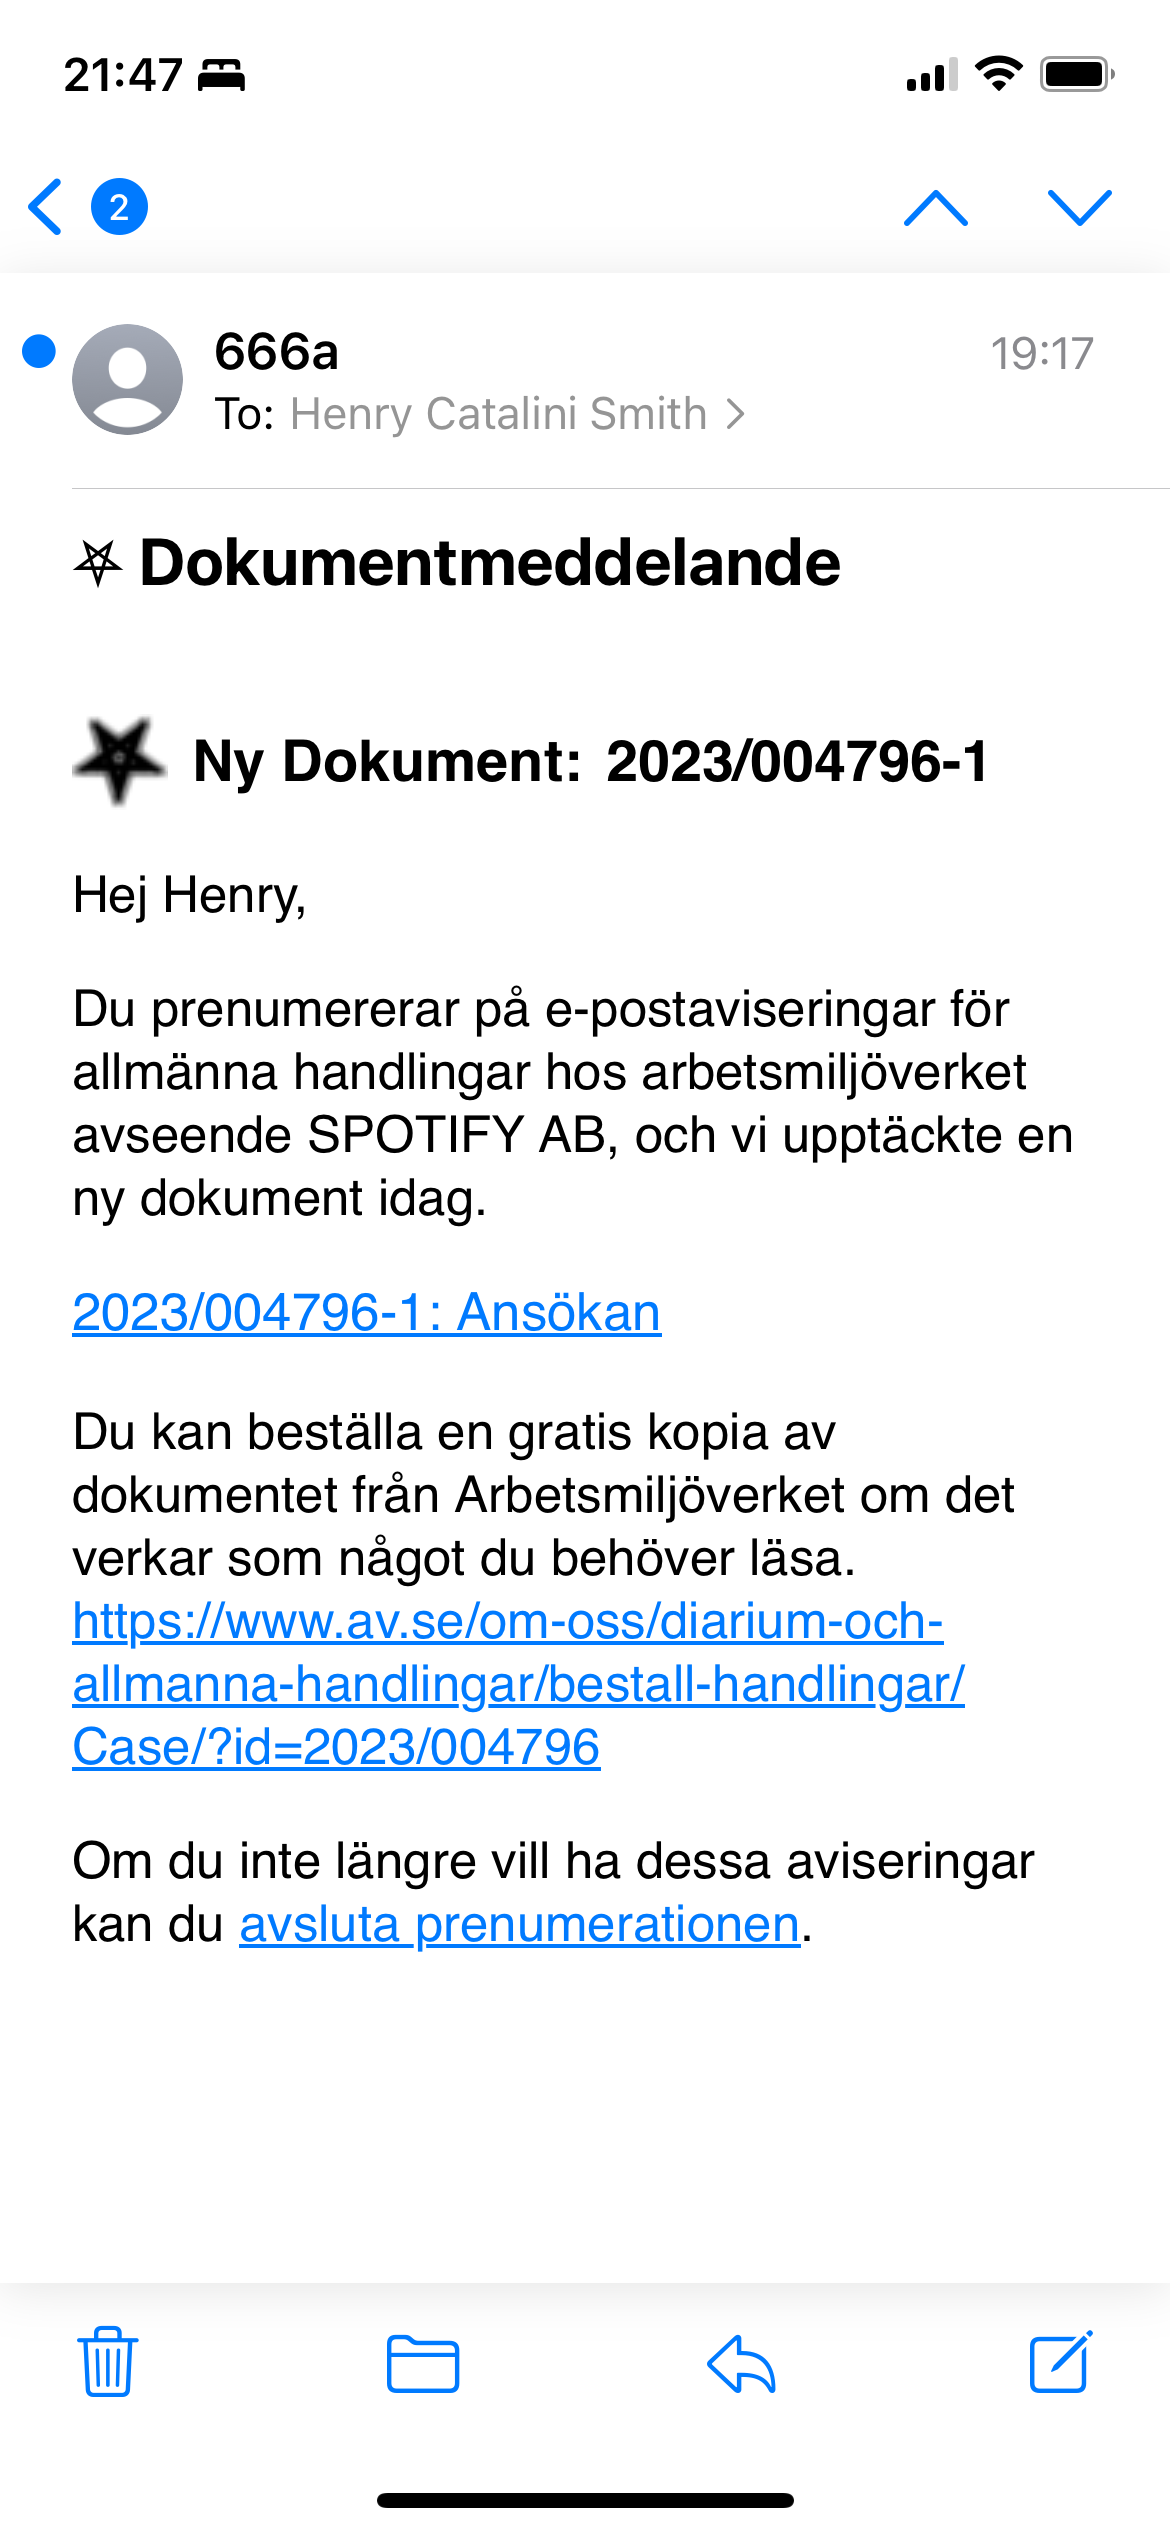 21:47
2
666a
19:17
To: Henry Catalini Smith
⛧ Dokumentmeddelande
Ny Dokument: 2023/004796-1
Hej Henry,
Du prenumererar på e-postaviseringar för
allmänna handlingar hos arbetsmiljöverket
avseende SPOTIFY AB, och vi upptäckte en
ny dokument idag.
2023/004796-1: Ansökan
Du kan beställa en gratis kopia av
dokumentet från Arbetsmiljöverket om det
verkar som något du behöver läsa.
https://www.av.se/om-oss/diarium-och-
allmanna-handlingar/bestall-handlingar/
Case/?id=2023/004796
Om du inte längre vill ha dessa aviseringar
kan du avsluta prenumerationen.